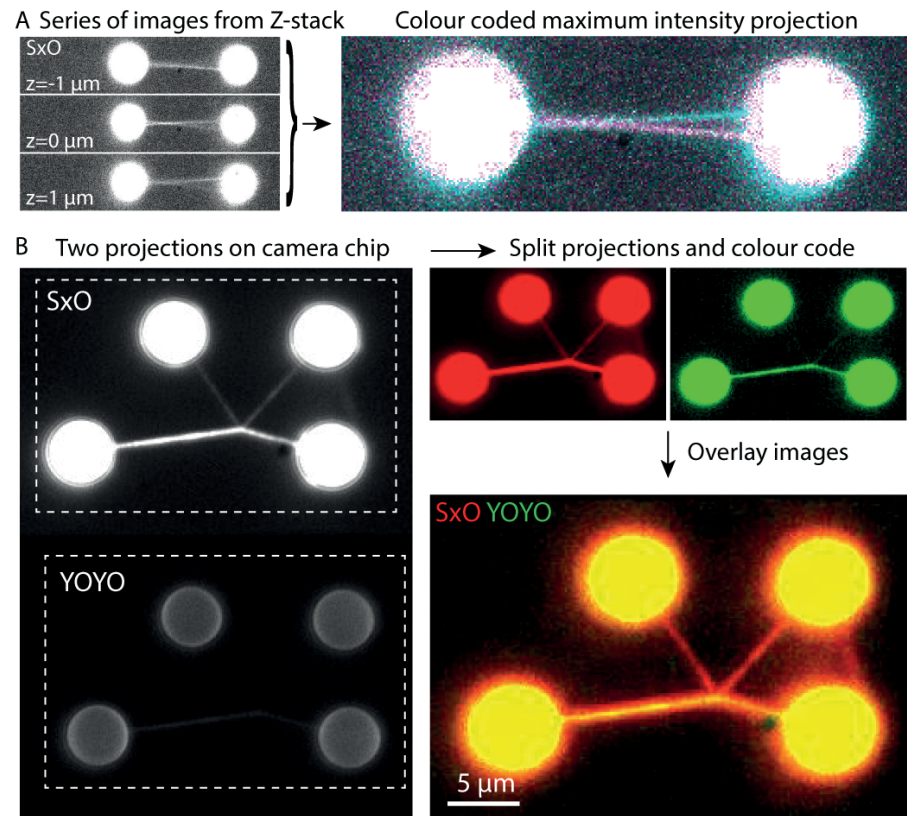 A Series of images from Z-stack
Colour coded maximum intensity projection
SxO
z=-1 µm
z=0 µm
z=1 µm
B Two projections on camera chip
Split projections and colour code
SxO
YOYO
Overlay images
SxO YOYO
5 µm